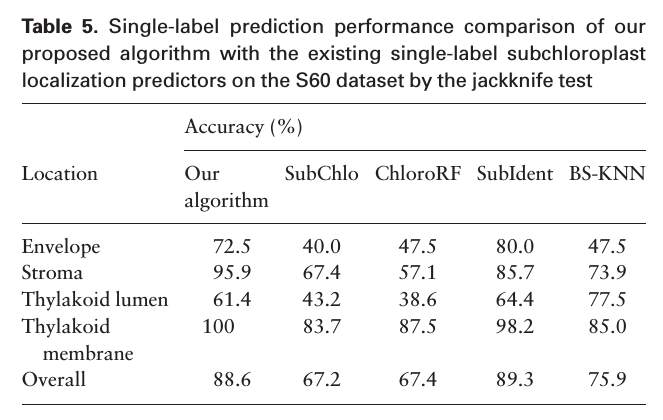 Table 5. Single-label prediction performance comparison of our
proposed algorithm with the existing single-label subchloroplast
localization predictors on the S60 dataset by the jackknife test
Accuracy (%)
Location Our algorithm SubChlo ChloroRF SubIdent BS-KNN
Envelope 72.5 40.0 47.5 80.0 47.5
Stroma 95.9 67.4 57.1 85.7 73.9
Thylakoid lumen 61.4 43.2 38.6 64.4 77.5
Thylakoid membrane 100 83.7 87.5 98.2 85.0
Overall 88.6 67.2 67.4 89.3 75.9